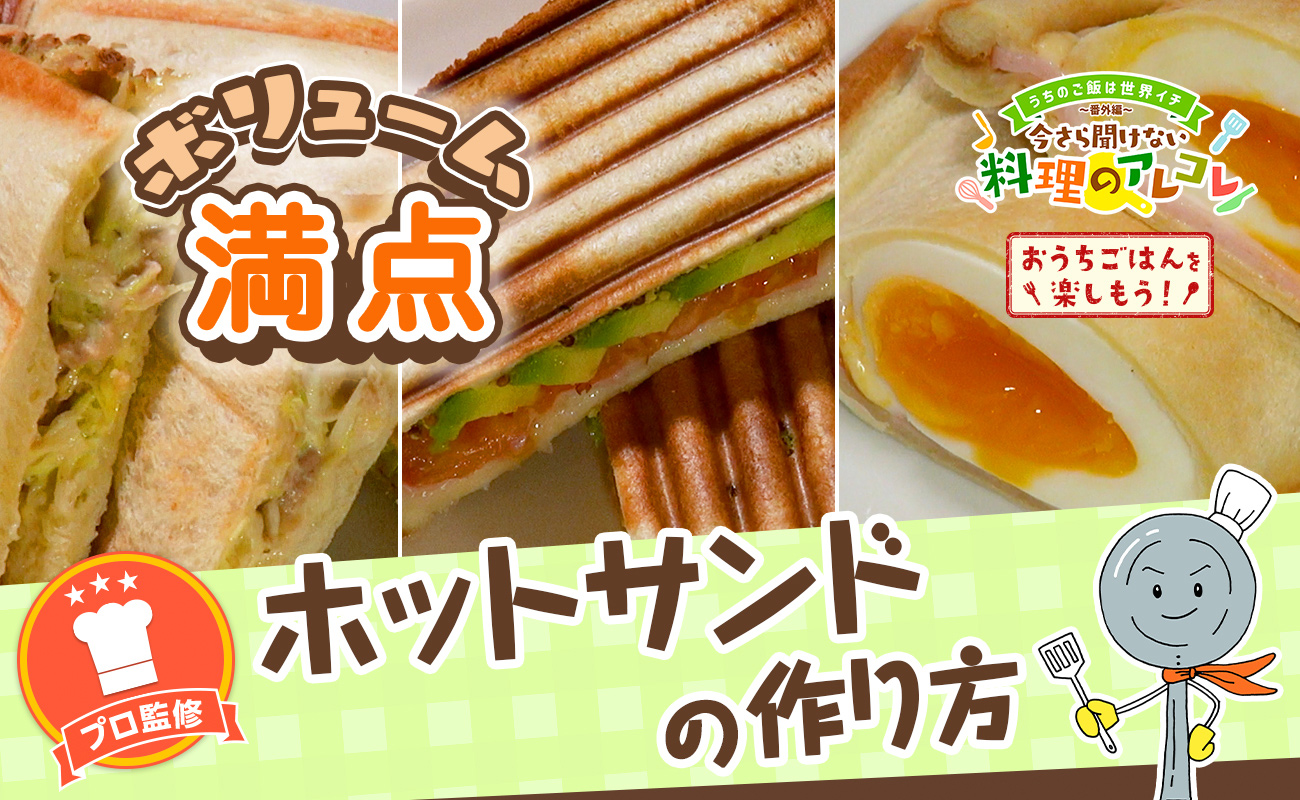 ボリューム
満点
うちのご飯は世界イチ
～番外編～
今さら聞けない
料理のアレコレ
おうちごはんを
楽しもう！
プロ監修
ホットサンド
の作り方